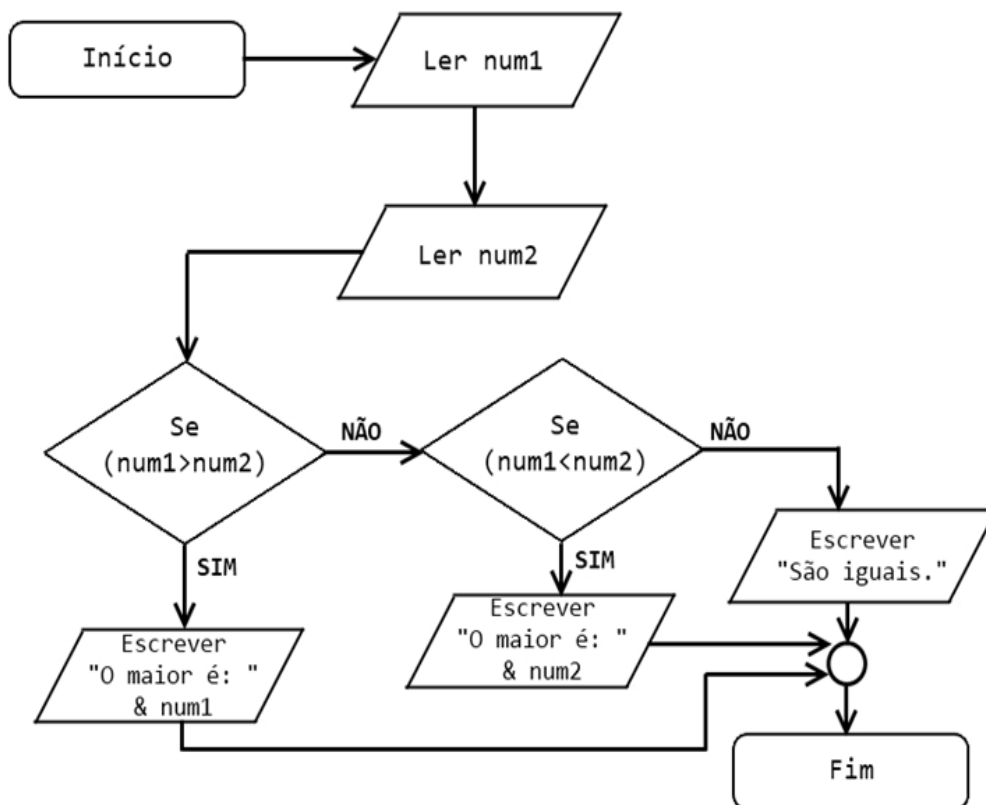 Início
Ler num1
Ler num2
Se
(num1>num2)
NÃO
Se
(num1<num2)
NÃO
SIM
SIM
Escrever
"São iguais."
Escrever
"O maior é: "
& num2
Escrever
"O maior é: "
& num1
Fim